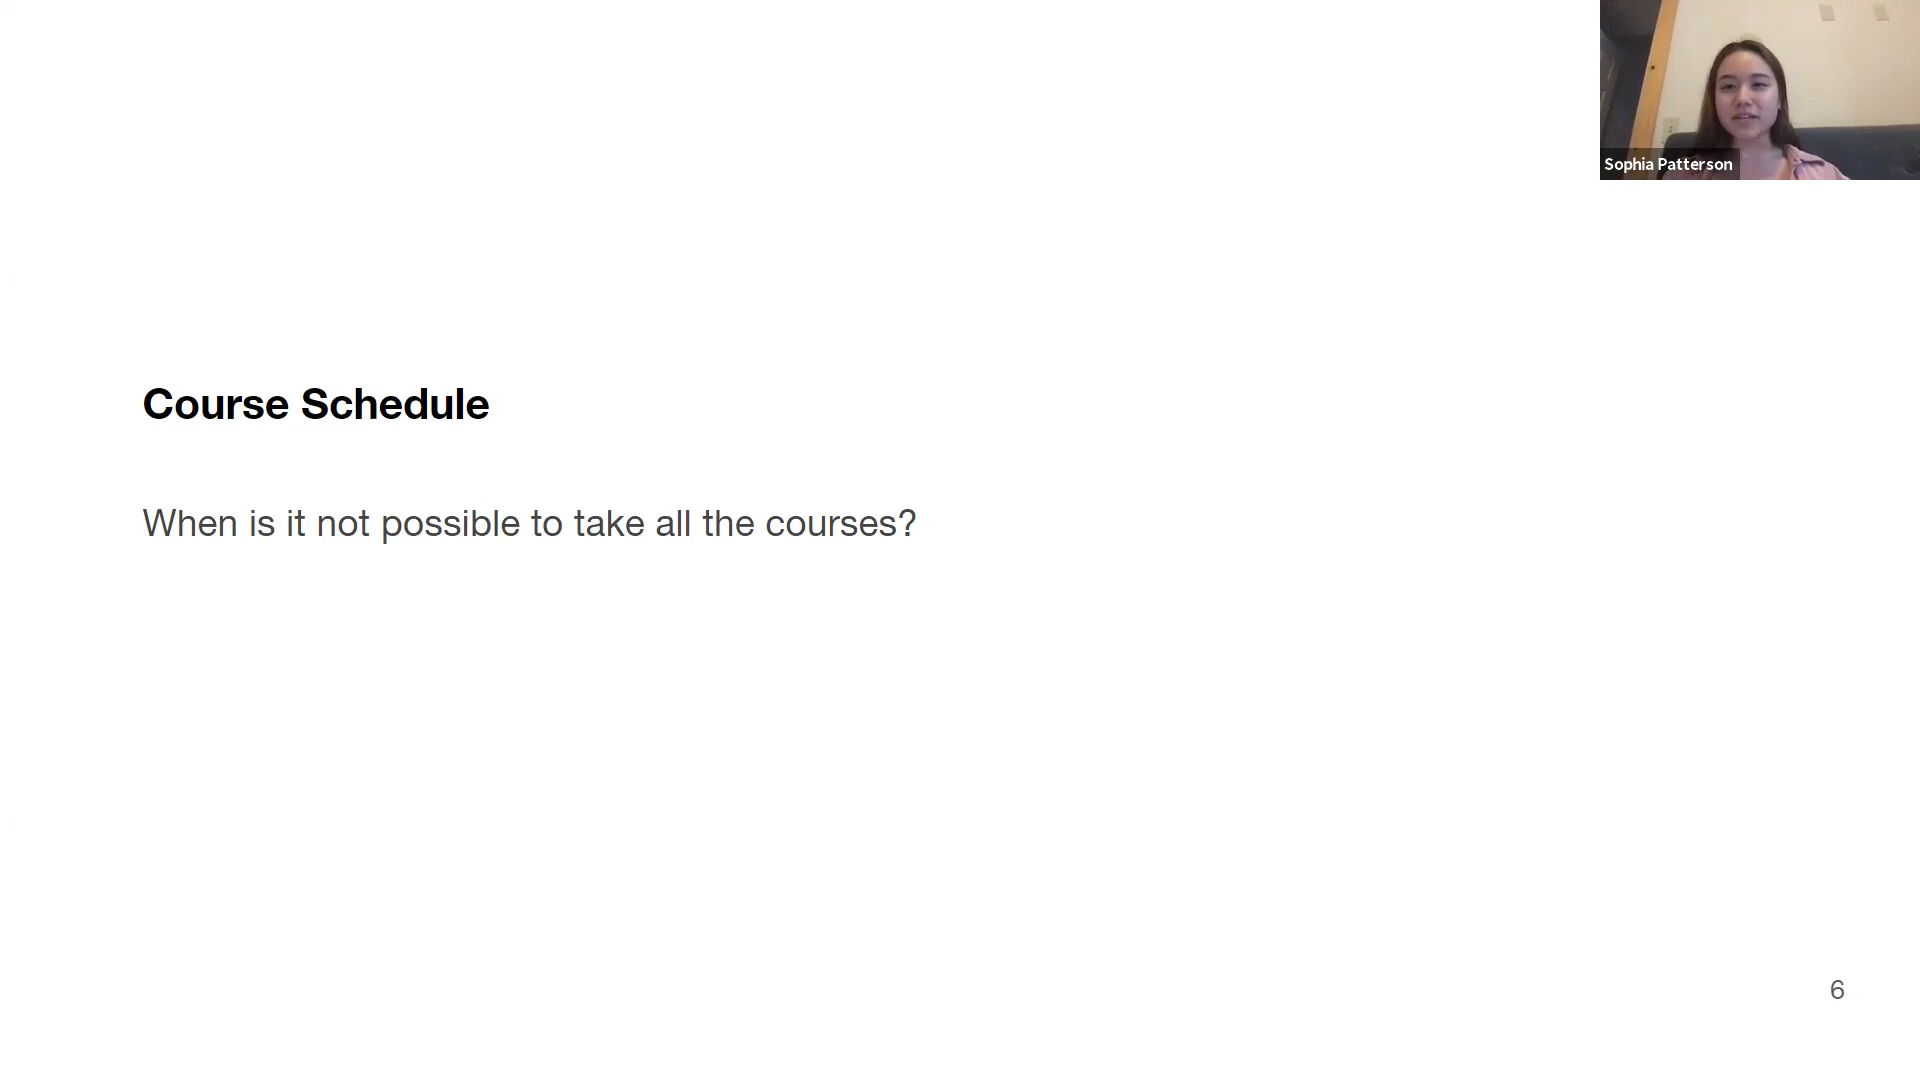 Sophia Patterson
Course Schedule
When is it not possible to take all the courses?
6